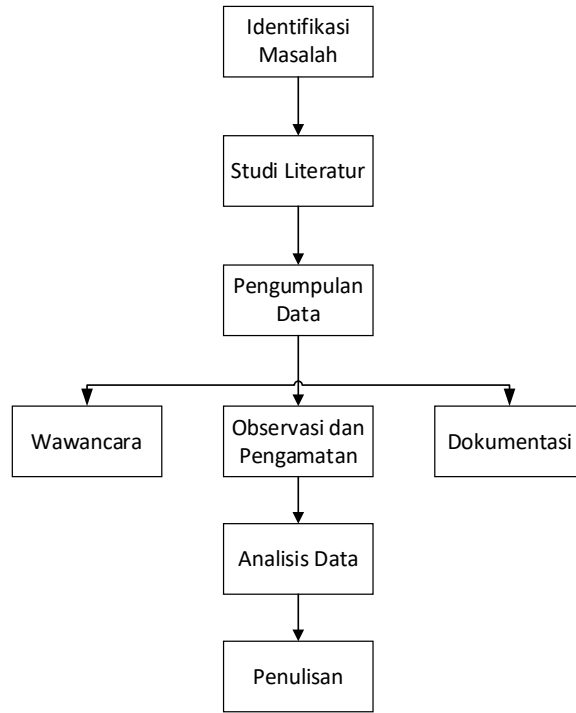 Identifikasi
Masalah
Studi Literatur
Pengumpulan
Data
Wawancara
Observasi dan
Pengamatan
Dokumentasi
Analisis Data
Penulisan